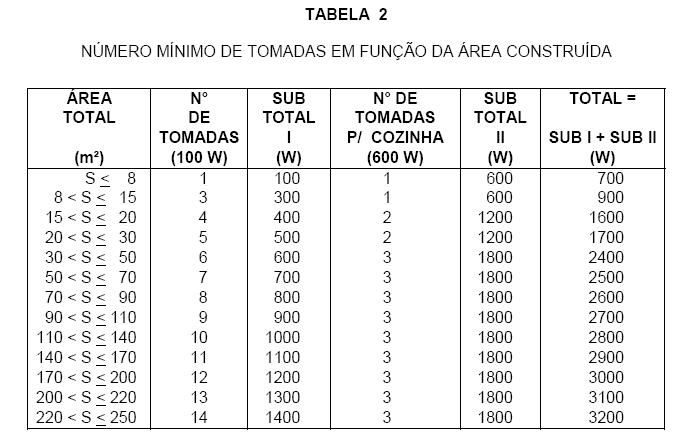 TABELA 2
NÚMERO MÍNIMO DE TOMADAS EM FUNÇÃO DA ÁREA CONSTRUÍDA
ÁREA N° SUB N° DE SUB TOTAL =
TOTAL DE TOTAL TOMADAS TOTAL
TOMADAS I P/ COZINHA II SUB I + SUB II
(m²) (100 W) (W) (600 W) (W) (W)
S ≤ 8 1 100 1 600 700
8 < S ≤ 15 3 300 1 600 900
15 < S ≤ 20 4 400 2 1200 1600
20 < S ≤ 30 5 500 2 1200 1700
30 < S ≤ 50 6 600 3 1800 2400
50 < S ≤ 70 7 700 3 1800 2500
70 < S ≤ 90 8 800 3 1800 2600
90 < S ≤ 110 9 900 3 1800 2700
110 < S ≤ 140 10 1000 3 1800 2800
140 < S ≤ 170 11 1100 3 1800 2900
170 < S ≤ 200 12 1200 3 1800 3000
200 < S ≤ 220 13 1300 3 1800 3100
220 < S ≤ 250 14 1400 3 1800 3200